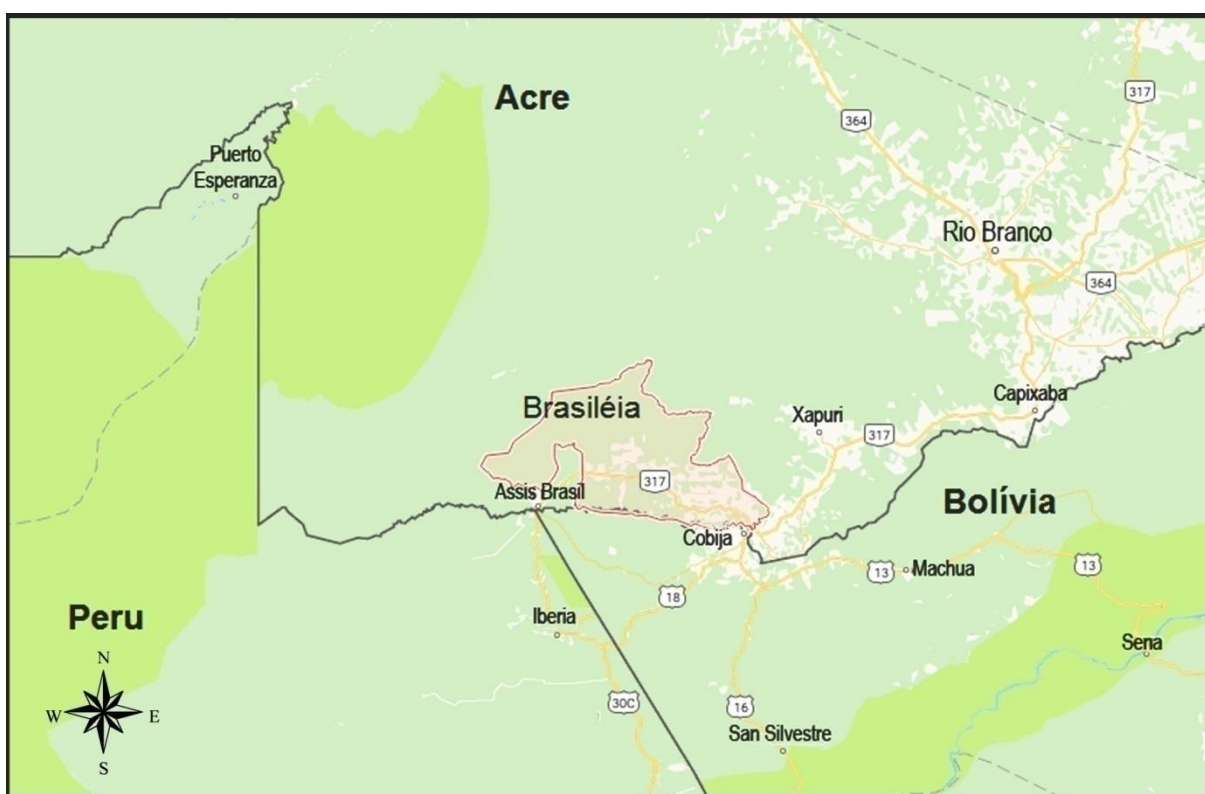 Acre
317
364
Puerto
Esperanza
Rio Branco
364
Capixaba
Brasiléia
Xapuri
317
317
Assis Brasil
Bolívia
Cobija
13
Machua
13
18
Peru
Iberia
Sena
N
W
E
S
30C
16
San Silvestre